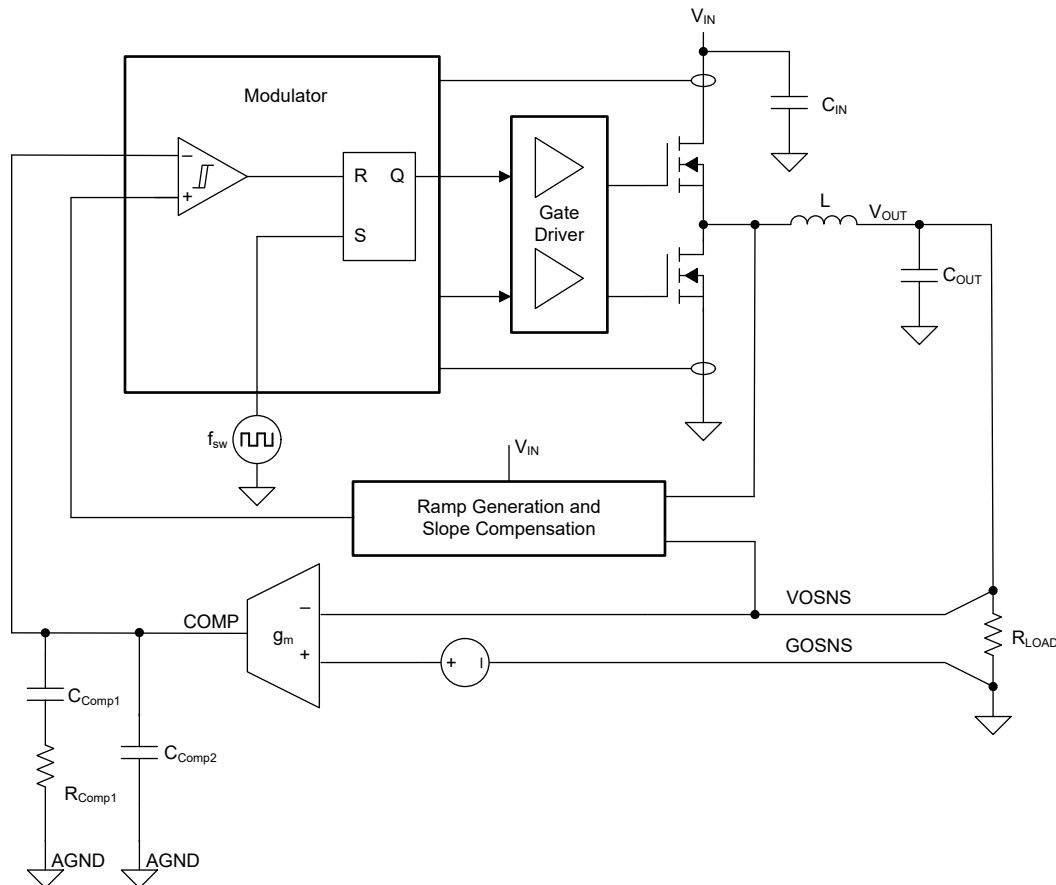 V_IN
Modulator
C_IN
−
+
R Q
S
Gate
Driver
L
V_OUT
C_OUT
f_sw
V_IN
Ramp Generation and
Slope Compensation
COMP
g_m
−
+
+ −
VOSNS
GOSNS
R_LOAD
C_Comp1
C_Comp2
R_Comp1
AGND
AGND